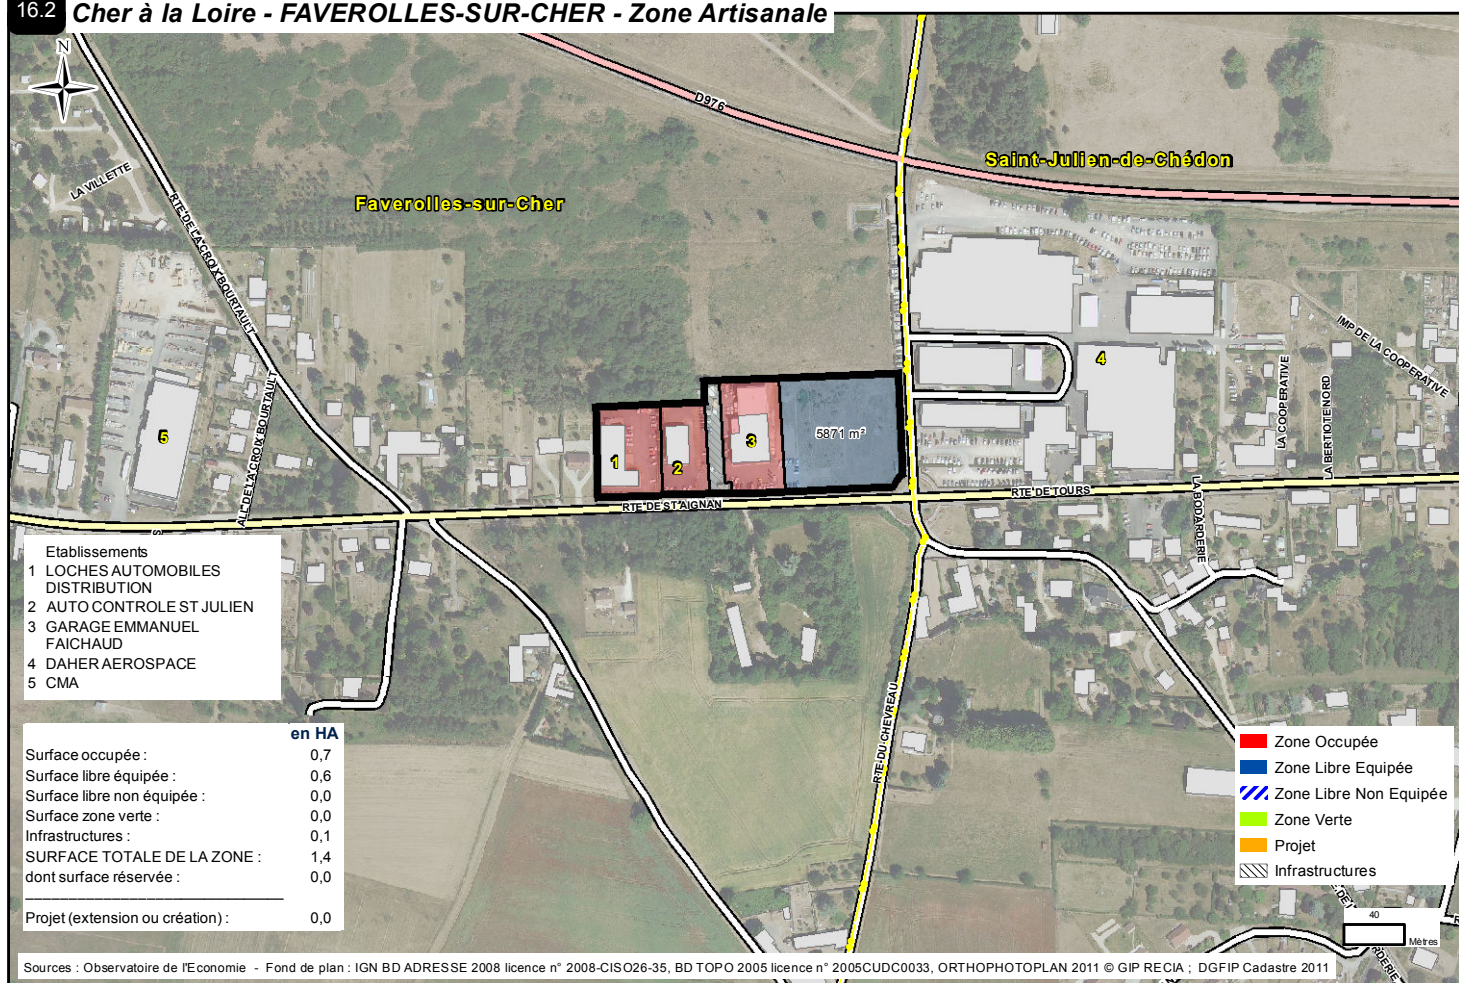 16.2 Cher à la Loire - FAVEROLLES-SUR-CHER - Zone Artisanale
N
D976
Saint-Julien-de-Chédon
LA VILLETTE
Faverolles-sur-Cher
RTE DE LA CROIX BOURTAULT
IMP DE LA COOPERATIVE
4
ALL DE LA CROIX BOURTAULT
LA COOPERATIVE
LA BERTIOTIE NORD
5
5871 m²
3
1
2
RTE DE ST AIGNAN
RTE DE TOURS
LA BODARDERIE
S
Etablissements
1 LOCHES AUTOMOBILES
DISTRIBUTION
2 AUTO CONTROLE ST JULIEN
3 GARAGE EMMANUEL
FAICHAUD
4 DAHER AEROSPACE
5 CMA
RTE DU CHEVREAU
en HA
Surface occupée : 0,7
Surface libre équipée : 0,6
Surface libre non équipée : 0,0
Surface zone verte : 0,0
Infrastructures : 0,1
SURFACE TOTALE DE LA ZONE : 1,4
dont surface réservée : 0,0
Projet (extension ou création) : 0,0
Zone Occupée
Zone Libre Equipée
Zone Libre Non Equipée
Zone Verte
Projet
Infrastructures
40
Mètres
R
Sources : Observatoire de l'Economie - Fond de plan : IGN BD ADRESSE 2008 licence n° 2008-CISO26-35, BD TOPO 2005 licence n° 2005CUDC0033, ORTHOPHOTOPLAN 2011 © GIP RECIA ; DGFIP Cadastre 2011